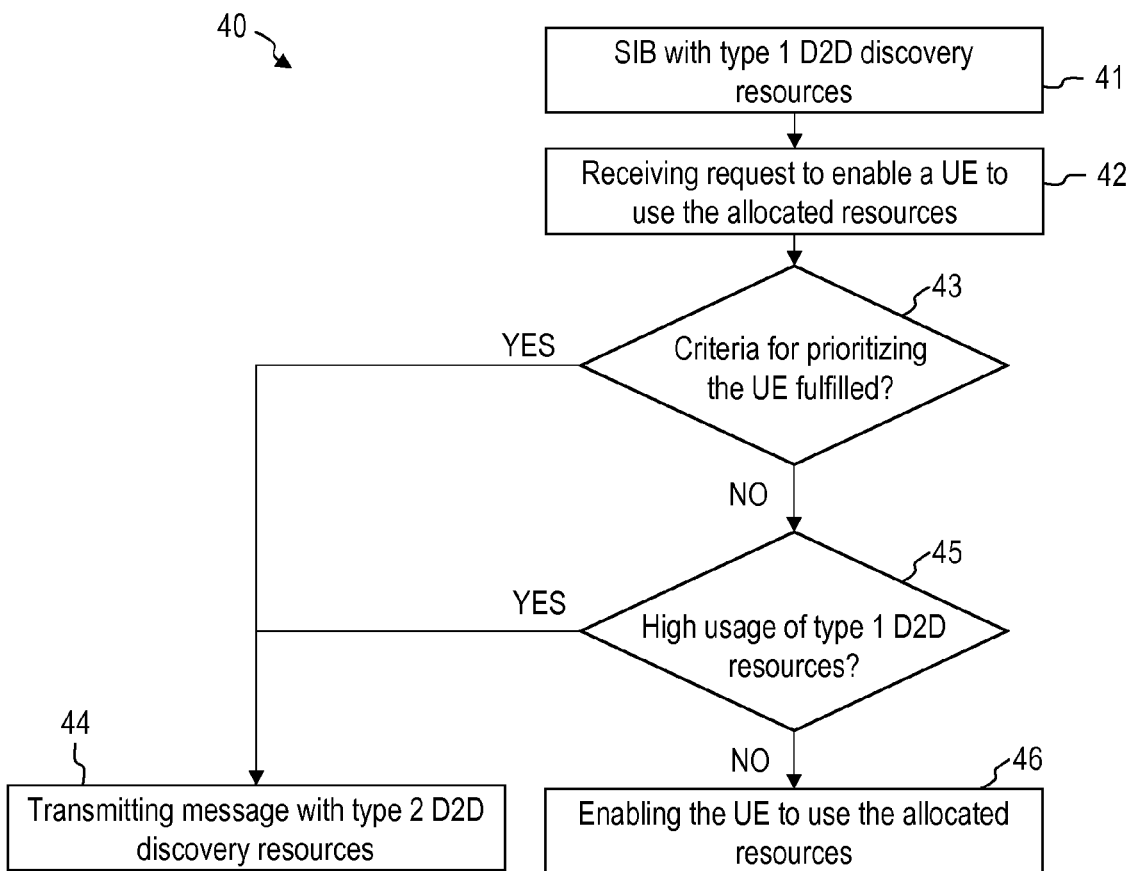 40
SIB with type 1 D2D discovery
resources
41
Receiving request to enable a UE to
use the allocated resources
42
43
Criteria for prioritizing
the UE fulfilled?
YES
NO
45
High usage of type 1 D2D
resources?
YES
NO
44
Transmitting message with type 2 D2D
discovery resources
46
Enabling the UE to use the allocated
resources